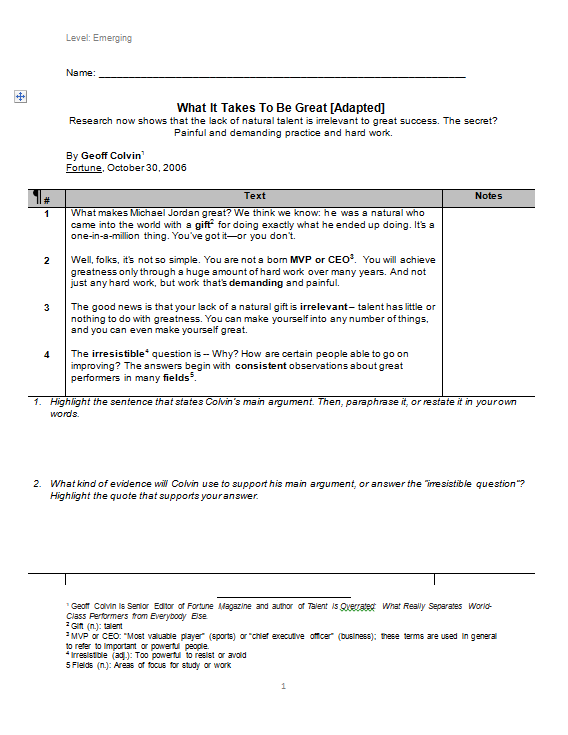 Level: Emerging
Name: ___________________________________________________________
What It Takes To Be Great [Adapted]
Research now shows that the lack of natural talent is irrelevant to great success. The secret?
Painful and demanding practice and hard work.
By Geoff Colvin1
Fortune, October 30, 2006
¶# Text Notes
1 What makes Michael Jordan great? We think we know: he was a natural who
came into the world with a gift2 for doing exactly what he ended up doing. It's a
one-in-a-million thing. You've got it—or you don't.
2 Well, folks, it's not so simple. You are not a born MVP or CEO3. You will achieve
greatness only through a huge amount of hard work over many years. And not
just any hard work, but work that's demanding and painful.
3 The good news is that your lack of a natural gift is irrelevant – talent has little or
nothing to do with greatness. You can make yourself into any number of things,
and you can even make yourself great.
4 The irresistible4 question is – Why? How are certain people able to go on
improving? The answers begin with consistent observations about great
performers in many fields5.
1. Highlight the sentence that states Colvin's main argument. Then, paraphrase it, or restate it in your own
words.
2. What kind of evidence will Colvin use to support his main argument, or answer the "irresistible question"?
Highlight the quote that supports your answer.
1 Geoff Colvin is Senior Editor of Fortune Magazine and author of Talent is Overrated: What Really Separates World-
Class Performers from Everybody Else.
2 Gift (n.): talent
3 MVP or CEO: "Most valuable player" (sports) or "chief executive officer" (business); these terms are used in general
to refer to important or powerful people.
4 Irresistible (adj.): Too powerful to resist or avoid
5 Fields (n.): Areas of focus for study or work
1